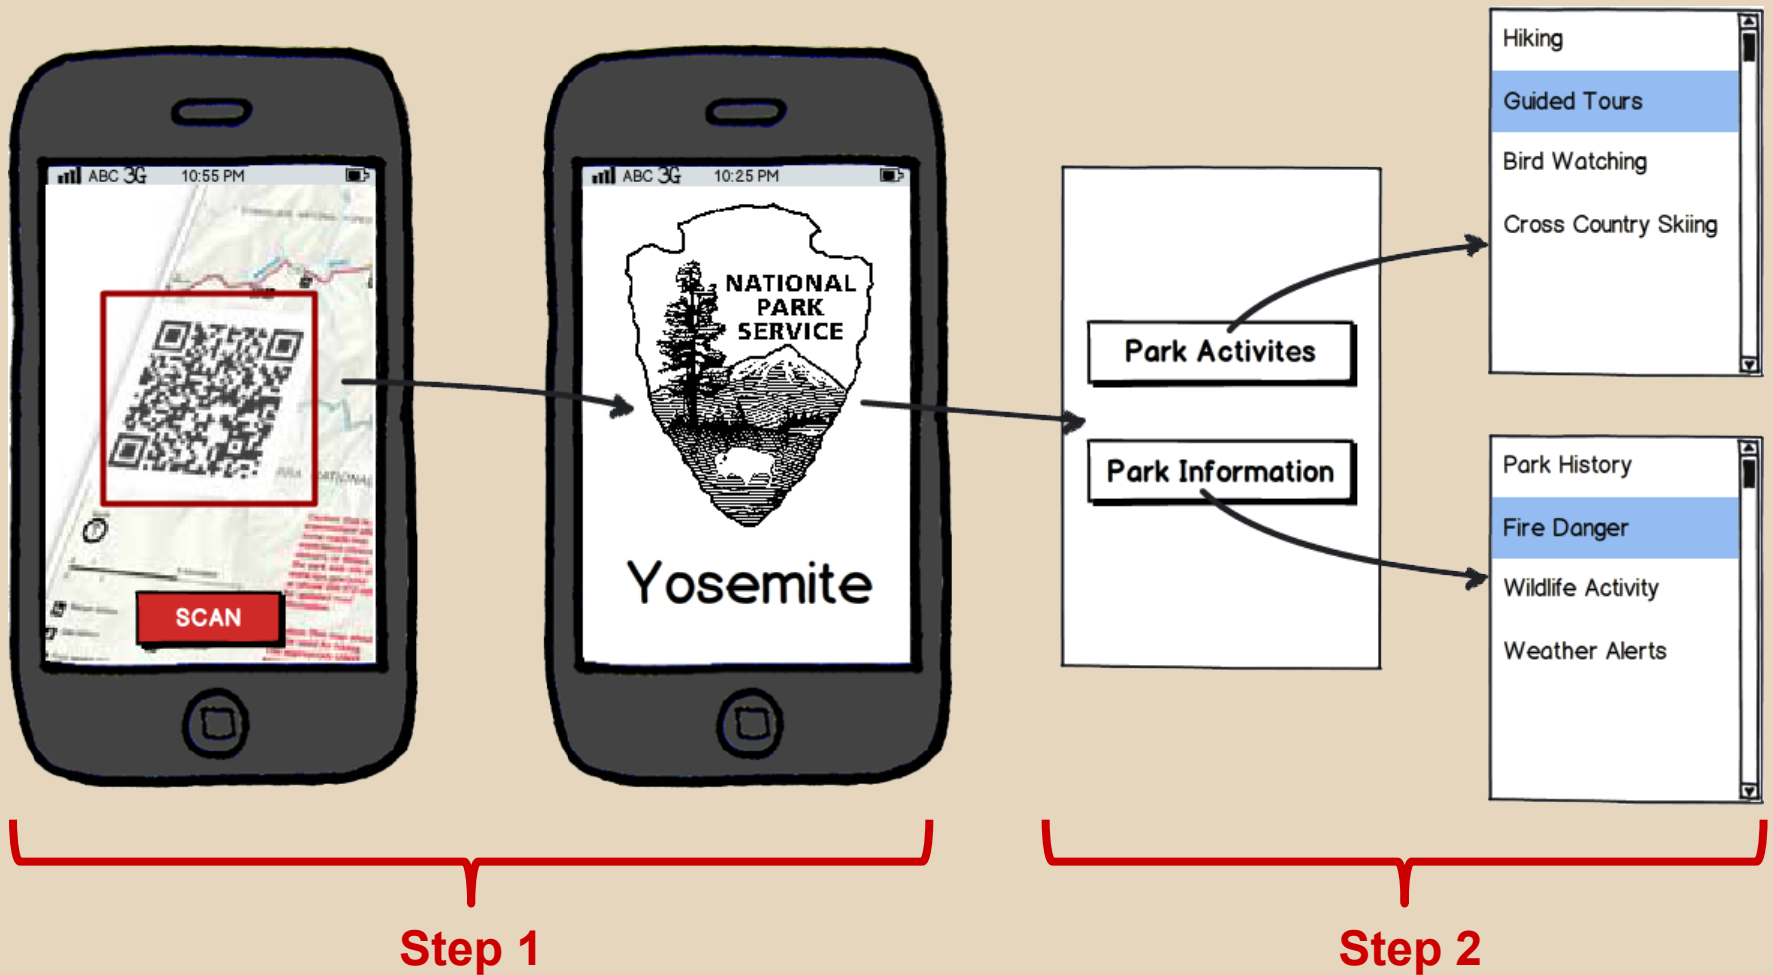 ABC 3G 10:55 PM
SCAN
ABC 3G 10:25 PM
NATIONAL
PARK
SERVICE
Yosemite
Park Activites
Park Information
Hiking
Guided Tours
Bird Watching
Cross Country Skiing
Park History
Fire Danger
Wildlife Activity
Weather Alerts
Step 1
Step 2